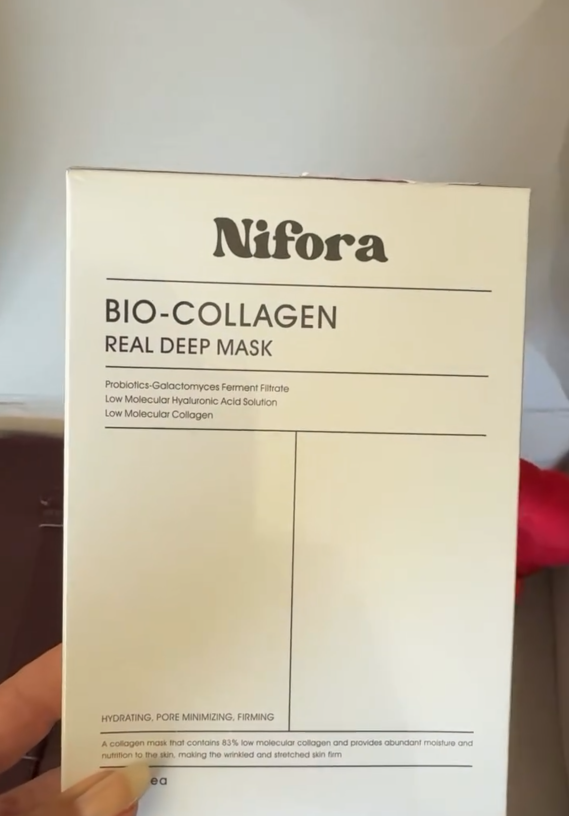 Nifora
BIO-COLLAGEN
REAL DEEP MASK
Probiotics-Galactomyces Ferment Filtrate
Low Molecular Hyaluronic Acid Solution
Low Molecular Collagen
HYDRATING, PORE MINIMIZING, FIRMING
A collagen mask that contains 83% low molecular collagen and provides abundant moisture and
nutrition to the skin, making the wrinkled and stretched skin firm
ea